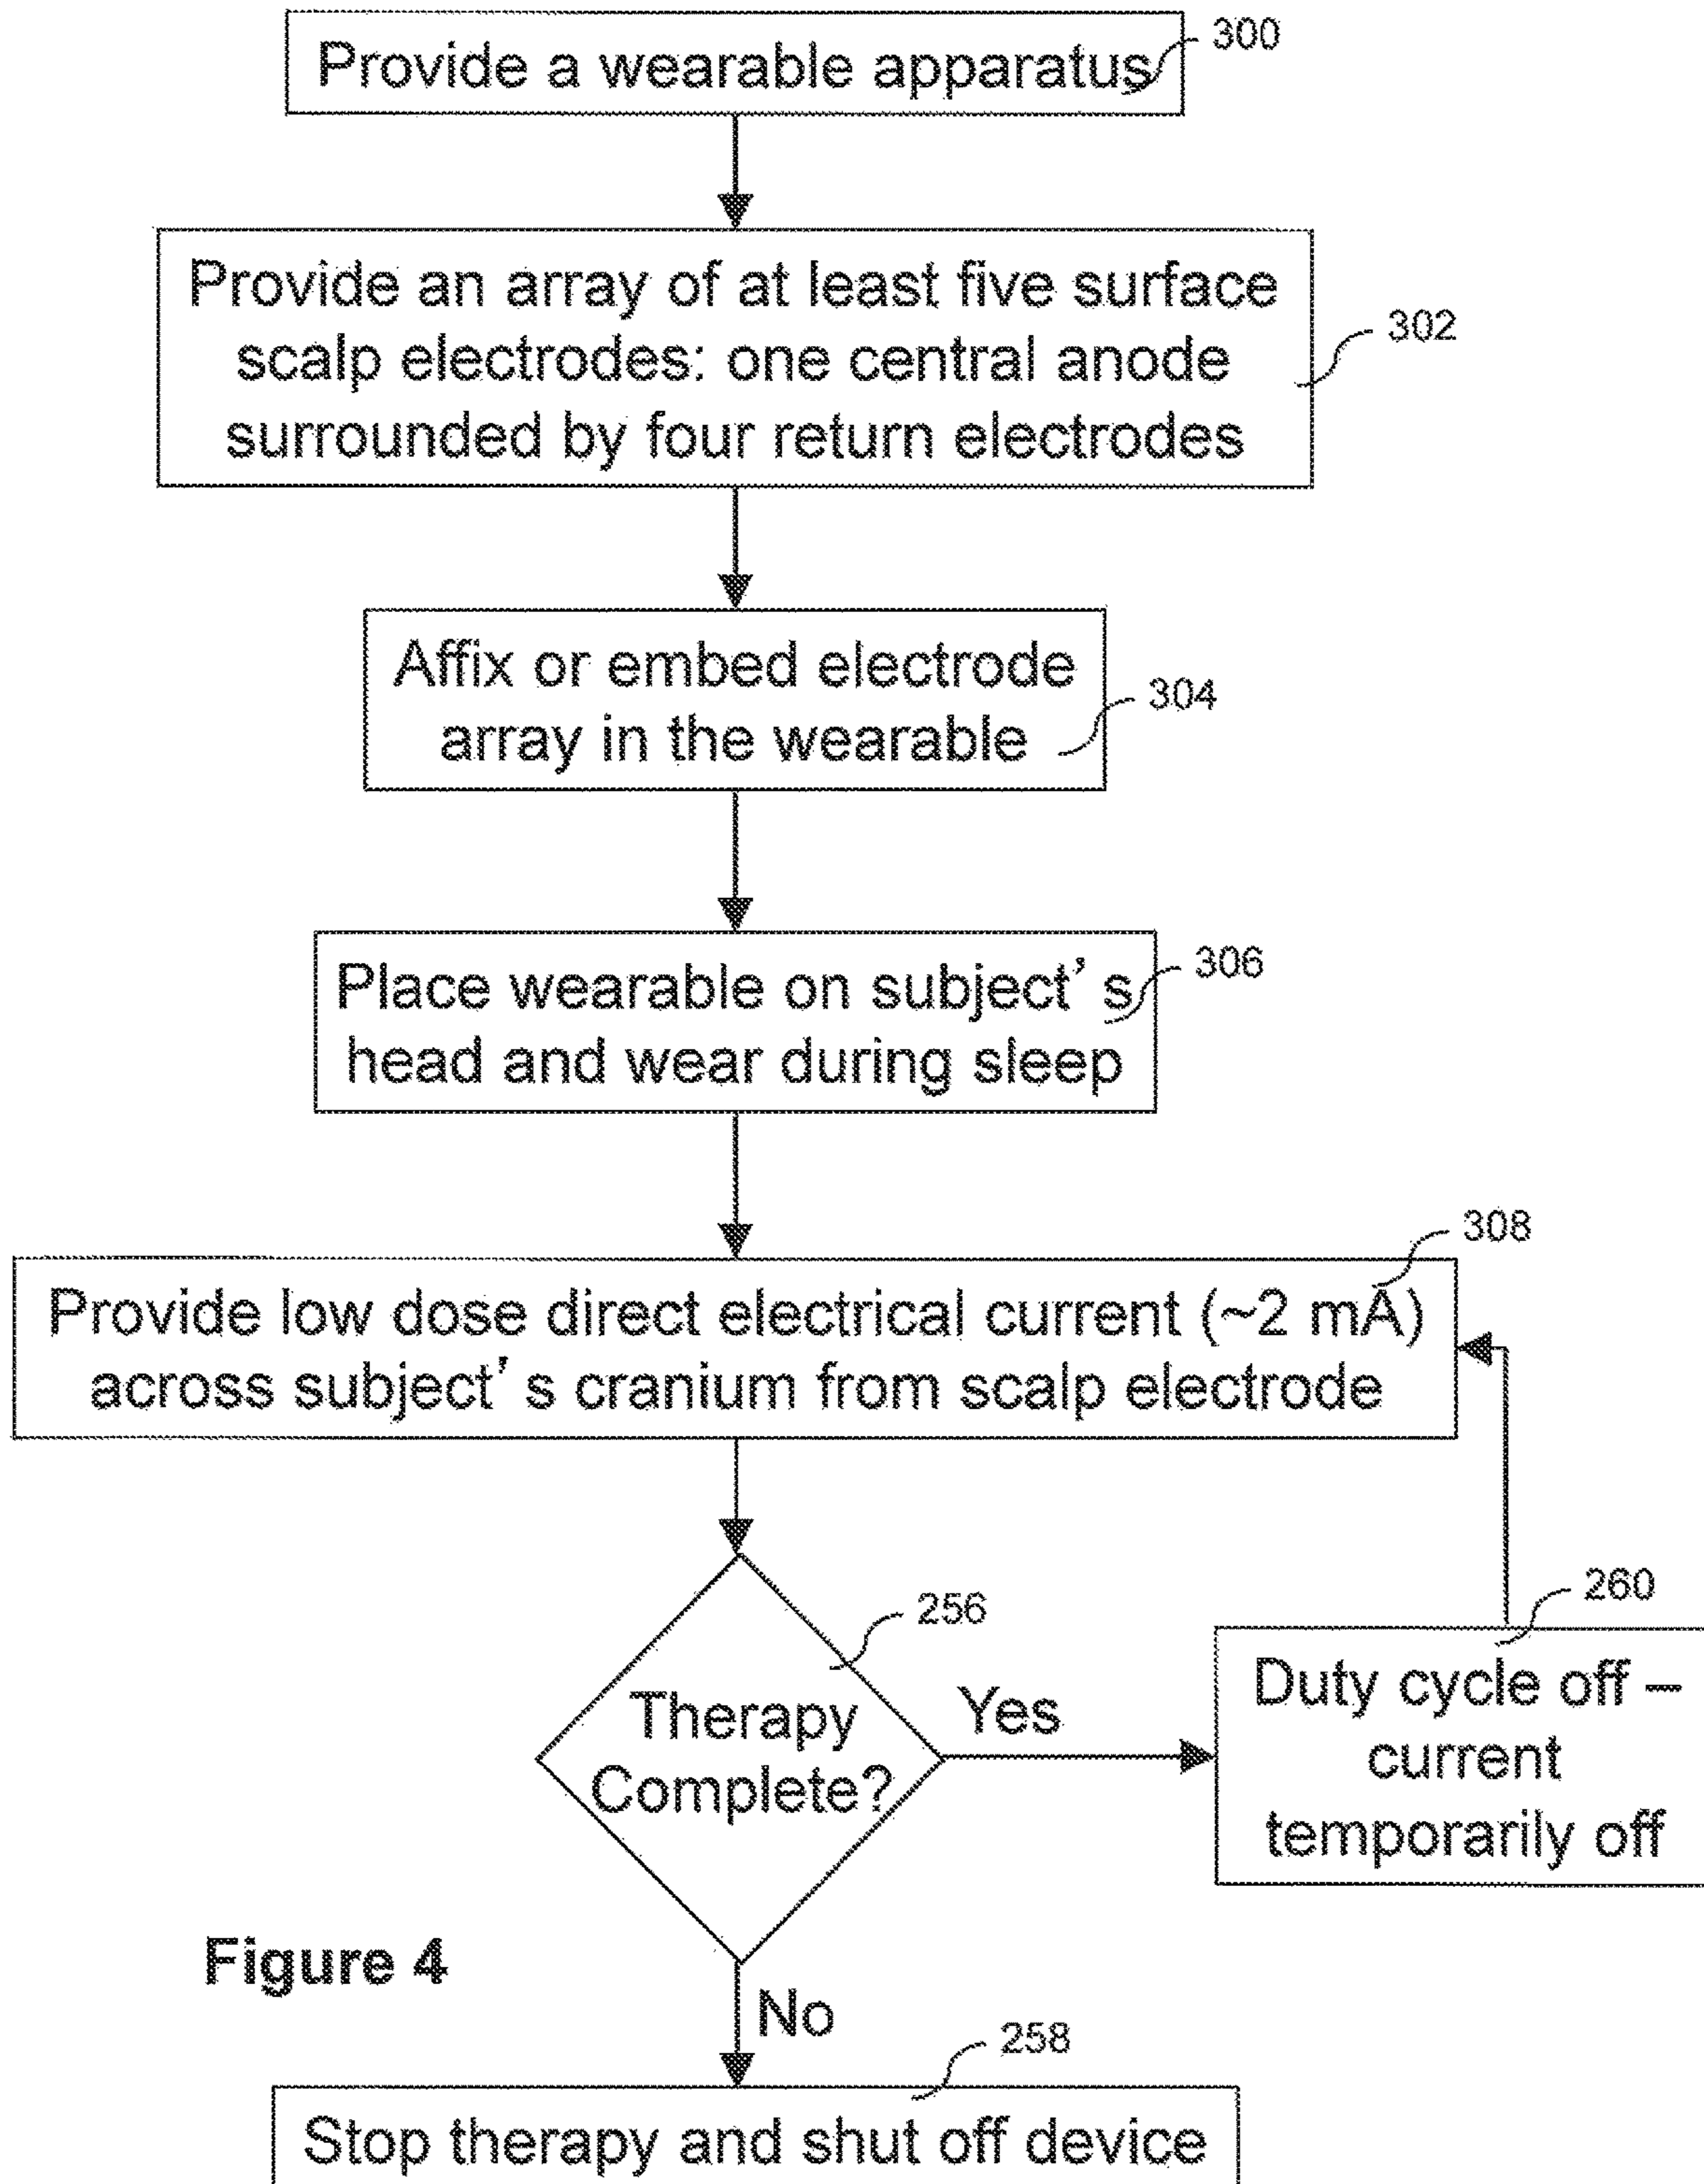 Provide a wearable apparatus
300
Provide an array of at least five surface
scalp electrodes: one central anode
surrounded by four return electrodes
302
Affix or embed electrode
array in the wearable
304
Place wearable on subject's
head and wear during sleep
306
308
Provide low dose direct electrical current (~2 mA)
across subject's cranium from scalp electrode
256
Therapy
Complete?
Yes
260
Duty cycle off –
current
temporarily off
Figure 4
No
258
Stop therapy and shut off device